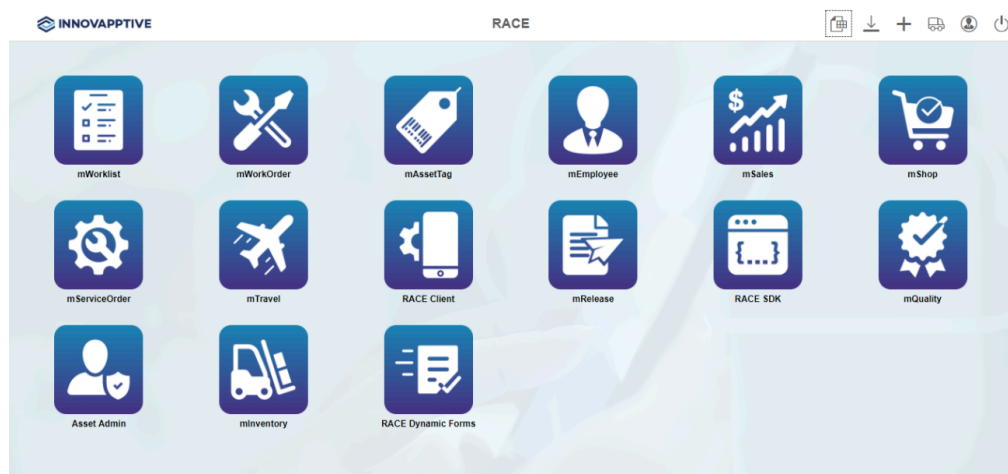 INNOVAPPTIVE
RACE
mWorklist
mWorkOrder
mAssetTag
mEmployee
$
mSales
mShop
mServiceOrder
mTravel
RACE Client
mRelease
{...}
RACE SDK
mQuality
Asset Admin
mInventory
RACE Dynamic Forms